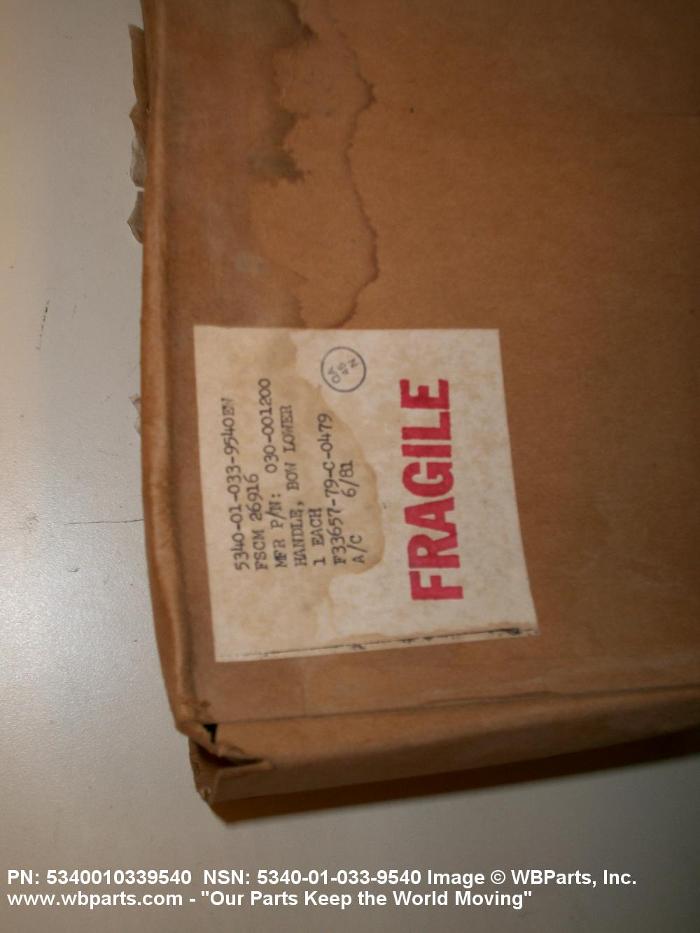 5340-01-033-9540EN
FSCM 26916
MFR P/N: 030-001200
HANDLE, BOW LOWER
1 EACH
F33657-79-C-0479
A/C 6/81
FRAGILE
PN: 5340010339540 NSN: 5340-01-033-9540 Image © WBParts, Inc.
www.wbparts.com - "Our Parts Keep the World Moving"